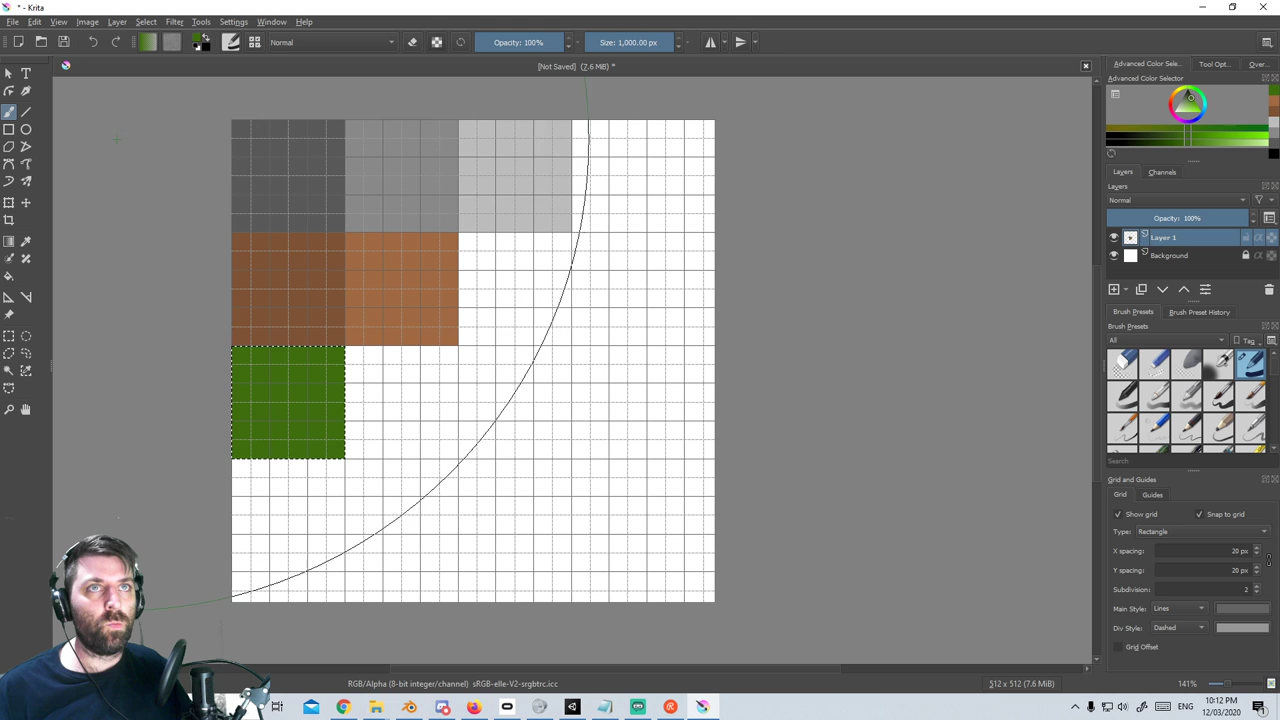 * - Krita
File Edit View Image Layer Select Filter Tools Settings Window Help
Normal Opacity: 100% Size: 1,000.00 px
[Not Saved] (7.6 MiB) *
Advanced Color Sele... Tool Opt... Over...
Advanced Color Selector
Layers Channels
Layers
Normal
Opacity: 100%
Layer 1
Background
Brush Presets Brush Preset History
Brush Presets
All Tag
Search
Grid and Guides
Grid Guides
Show grid Snap to grid
Type: Rectangle
X spacing: 20 px
Y spacing: 20 px
Subdivision: 2
Main Style: Lines
Div Style: Dashed
Grid Offset
RGB/Alpha (8-bit integer/channel) sRGB-elle-V2-srgbtrc.icc 512 x 512 (7.6 MiB) 141%
ENG 10:12 PM
12/03/2020